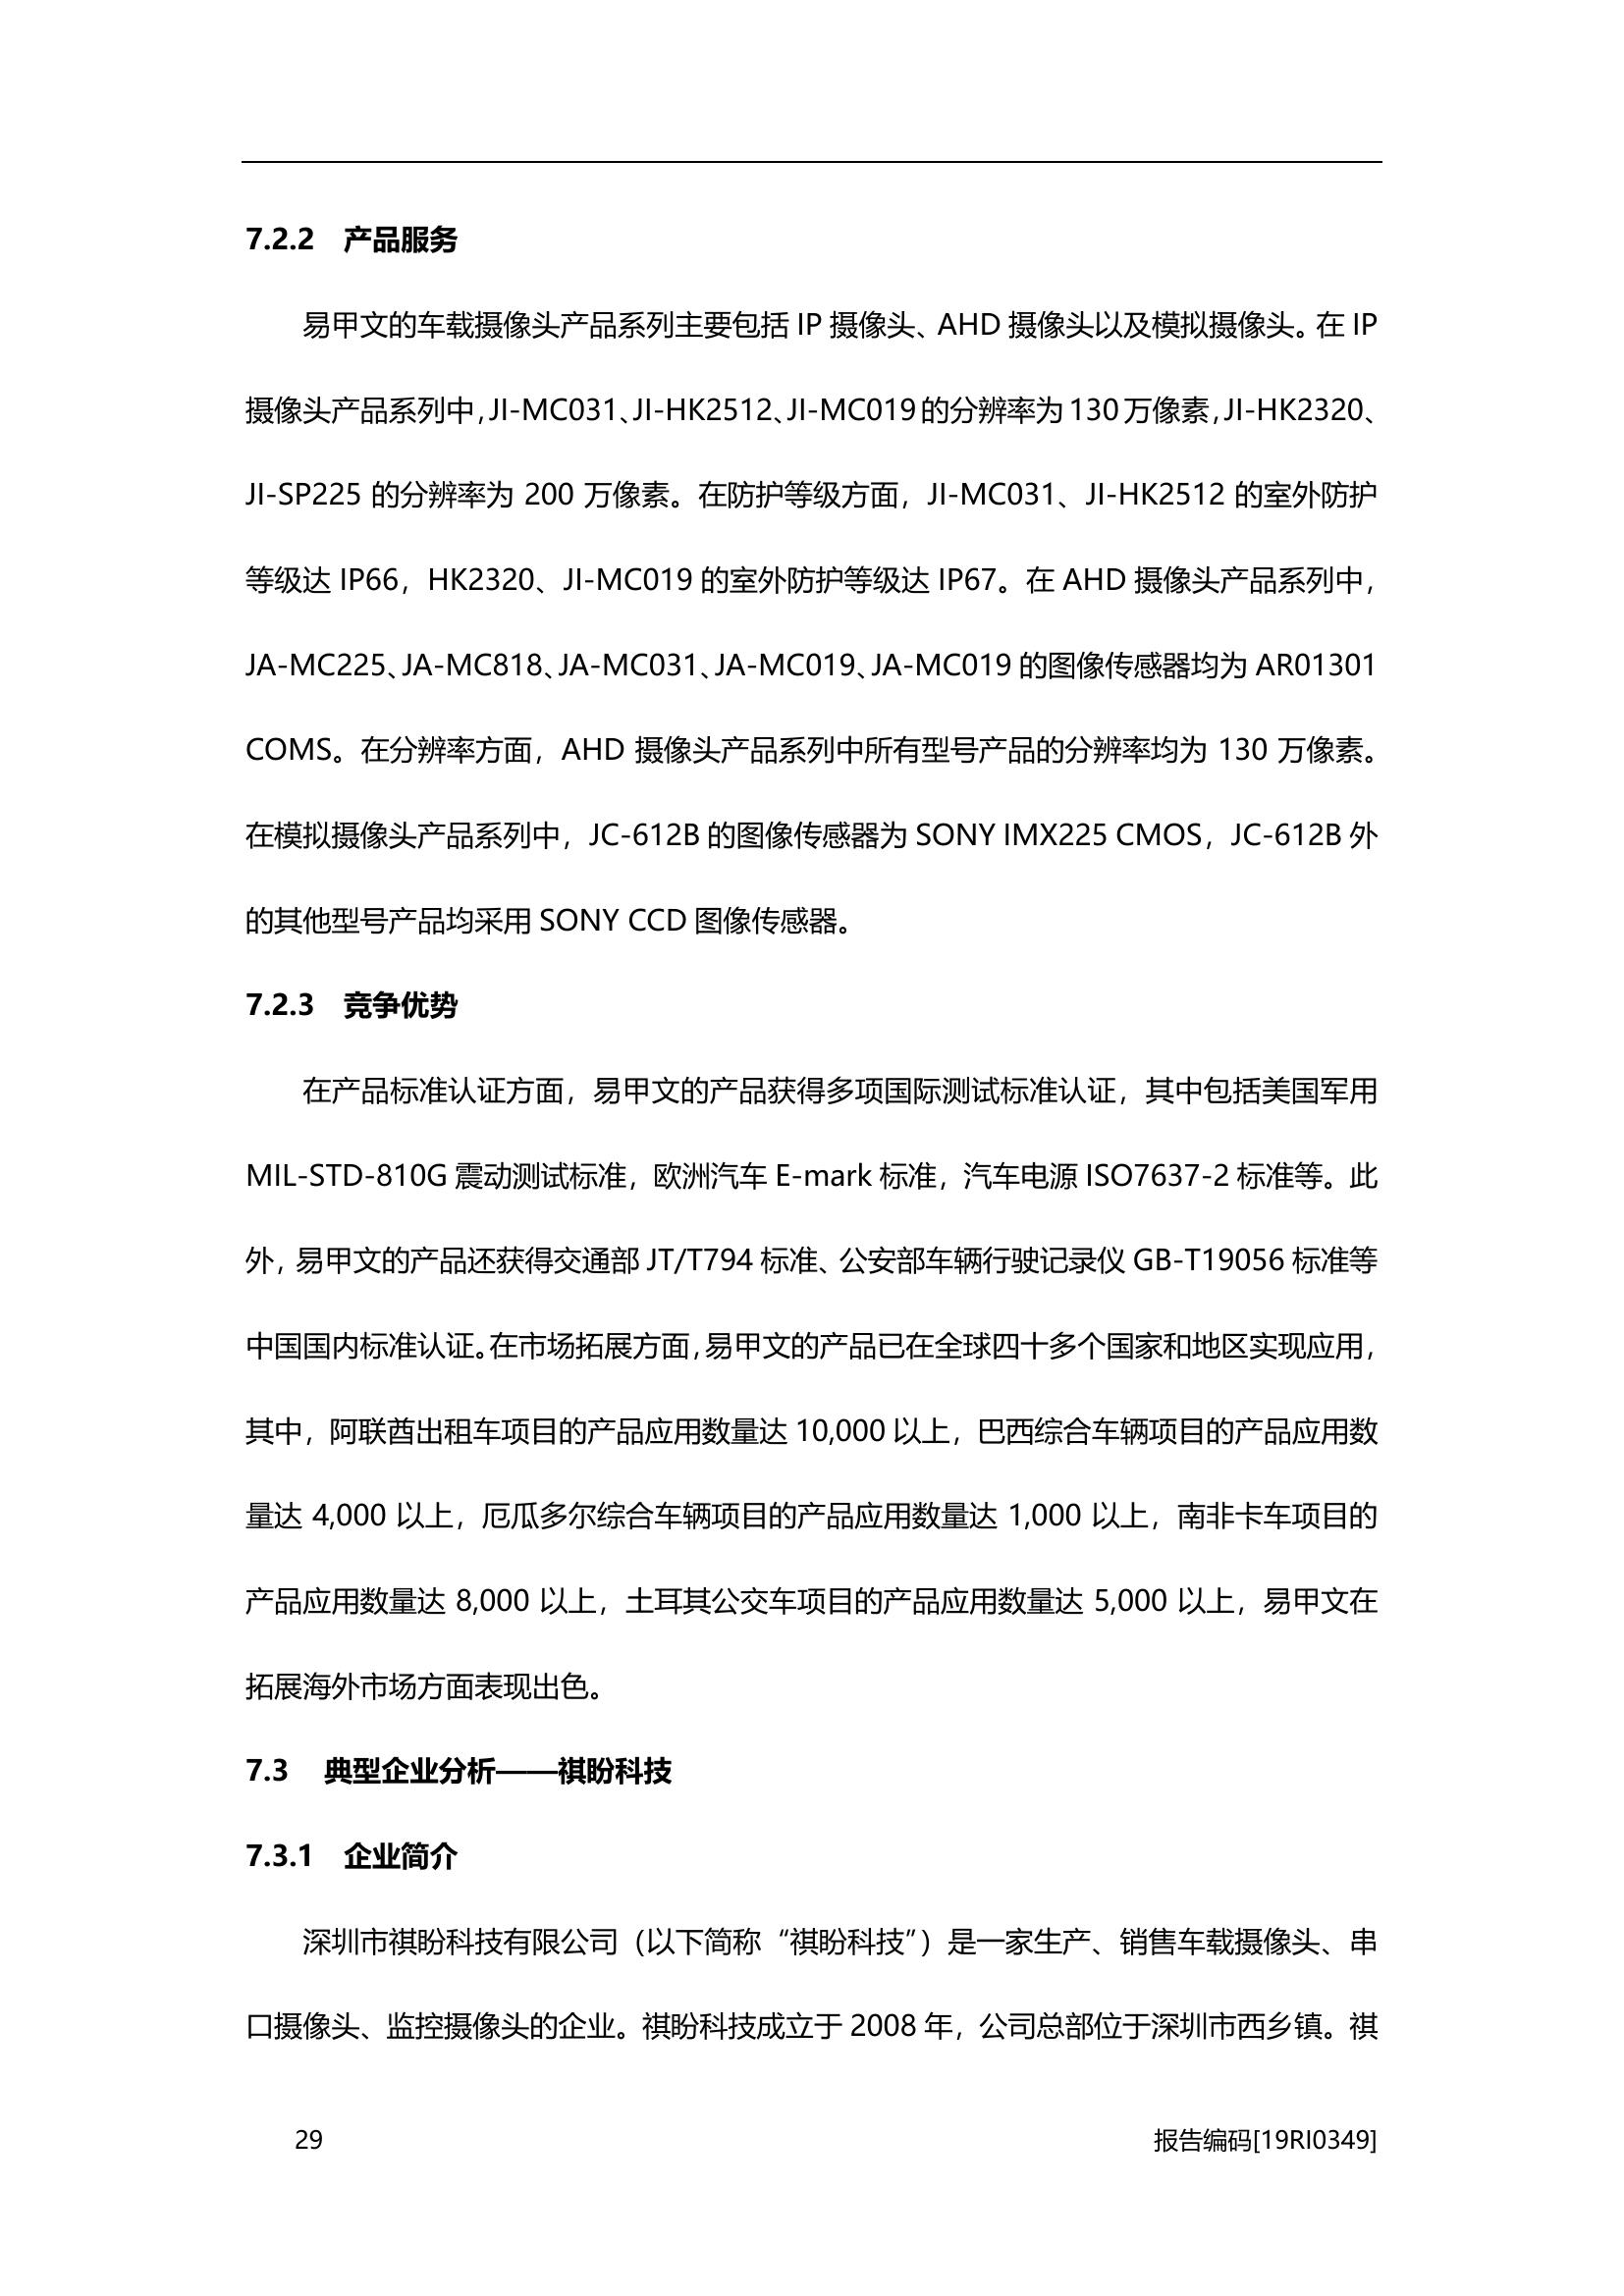 7.2.2 产品服务
易甲文的车载摄像头产品系列主要包括 IP 摄像头、AHD 摄像头以及模拟摄像头。在 IP
摄像头产品系列中，JI-MC031、JI-HK2512、JI-MC019 的分辨率为 130 万像素，JI-HK2320、
JI-SP225 的分辨率为 200 万像素。在防护等级方面，JI-MC031、JI-HK2512 的室外防护
等级达 IP66，HK2320、JI-MC019 的室外防护等级达 IP67。在 AHD 摄像头产品系列中，
JA-MC225、JA-MC818、JA-MC031、JA-MC019、JA-MC019 的图像传感器均为 AR01301
COMS。在分辨率方面，AHD 摄像头产品系列中所有型号产品的分辨率均为 130 万像素。
在模拟摄像头产品系列中，JC-612B 的图像传感器为 SONY IMX225 CMOS，JC-612B 外
的其他型号产品均采用 SONY CCD 图像传感器。
7.2.3 竞争优势
在产品标准认证方面，易甲文的产品获得多项国际测试标准认证，其中包括美国军用
MIL-STD-810G 震动测试标准，欧洲汽车 E-mark 标准，汽车电源 ISO7637-2 标准等。此
外，易甲文的产品还获得交通部 JT/T794 标准、公安部车辆行驶记录仪 GB-T19056 标准等
中国国内标准认证。在市场拓展方面，易甲文的产品已在全球四十多个国家和地区实现应用，
其中，阿联酋出租车项目的产品应用数量达 10,000 以上，巴西综合车辆项目的产品应用数
量达 4,000 以上，厄瓜多尔综合车辆项目的产品应用数量达 1,000 以上，南非卡车项目的
产品应用数量达 8,000 以上，土耳其公交车项目的产品应用数量达 5,000 以上，易甲文在
拓展海外市场方面表现出色。
7.3 典型企业分析——祺盼科技
7.3.1 企业简介
深圳市祺盼科技有限公司（以下简称“祺盼科技”）是一家生产、销售车载摄像头、串
口摄像头、监控摄像头的企业。祺盼科技成立于 2008 年，公司总部位于深圳市西乡镇。祺
29
报告编码[19RI0349]